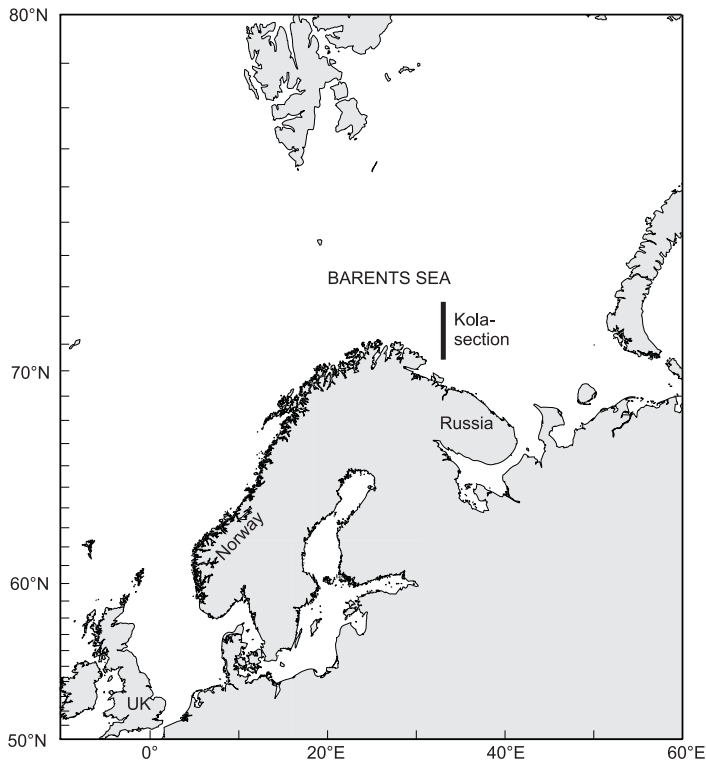 80°N
BARENTS SEA
Kola-
section
70°N
Russia
Norway
60°N
UK
50°N
0°
20°E
40°E
60°E